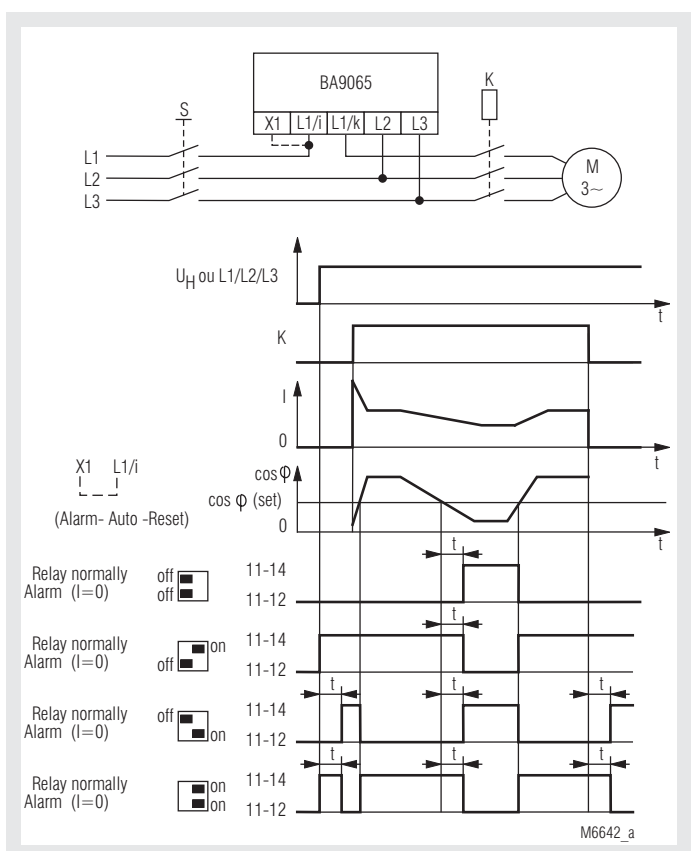 BA9065
K
S
X1 L1/i L1/k L2 L3
L1
L2
L3
M
3~
U_H ou L1/L2/L3
t
K
I
0
t
X1 L1/i
(Alarm- Auto -Reset)
cos φ
cos φ (set)
0
t
t
Relay normally off 11-14
Alarm (I=0) off 11-12
t
Relay normally on 11-14
Alarm (I=0) off 11-12
t t t
Relay normally off 11-14
Alarm (I=0) on 11-12
t t t
Relay normally on 11-14
Alarm (I=0) on 11-12
M6642_a